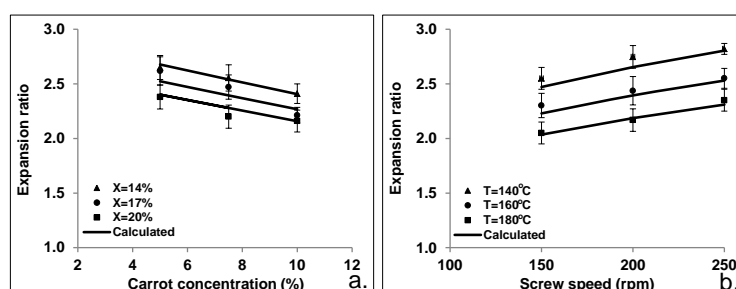 Expansion ratio
3.0
2.5
2.0
1.5
1.0
X=14%
X=17%
X=20%
Calculated
0 2 4 6 8 10 12
Carrot concentration (%)
a.
Expansion ratio
3.0
2.5
2.0
1.5
1.0
T=140°C
T=160°C
T=180°C
Calculated
100 150 200 250
Screw speed (rpm)
b.